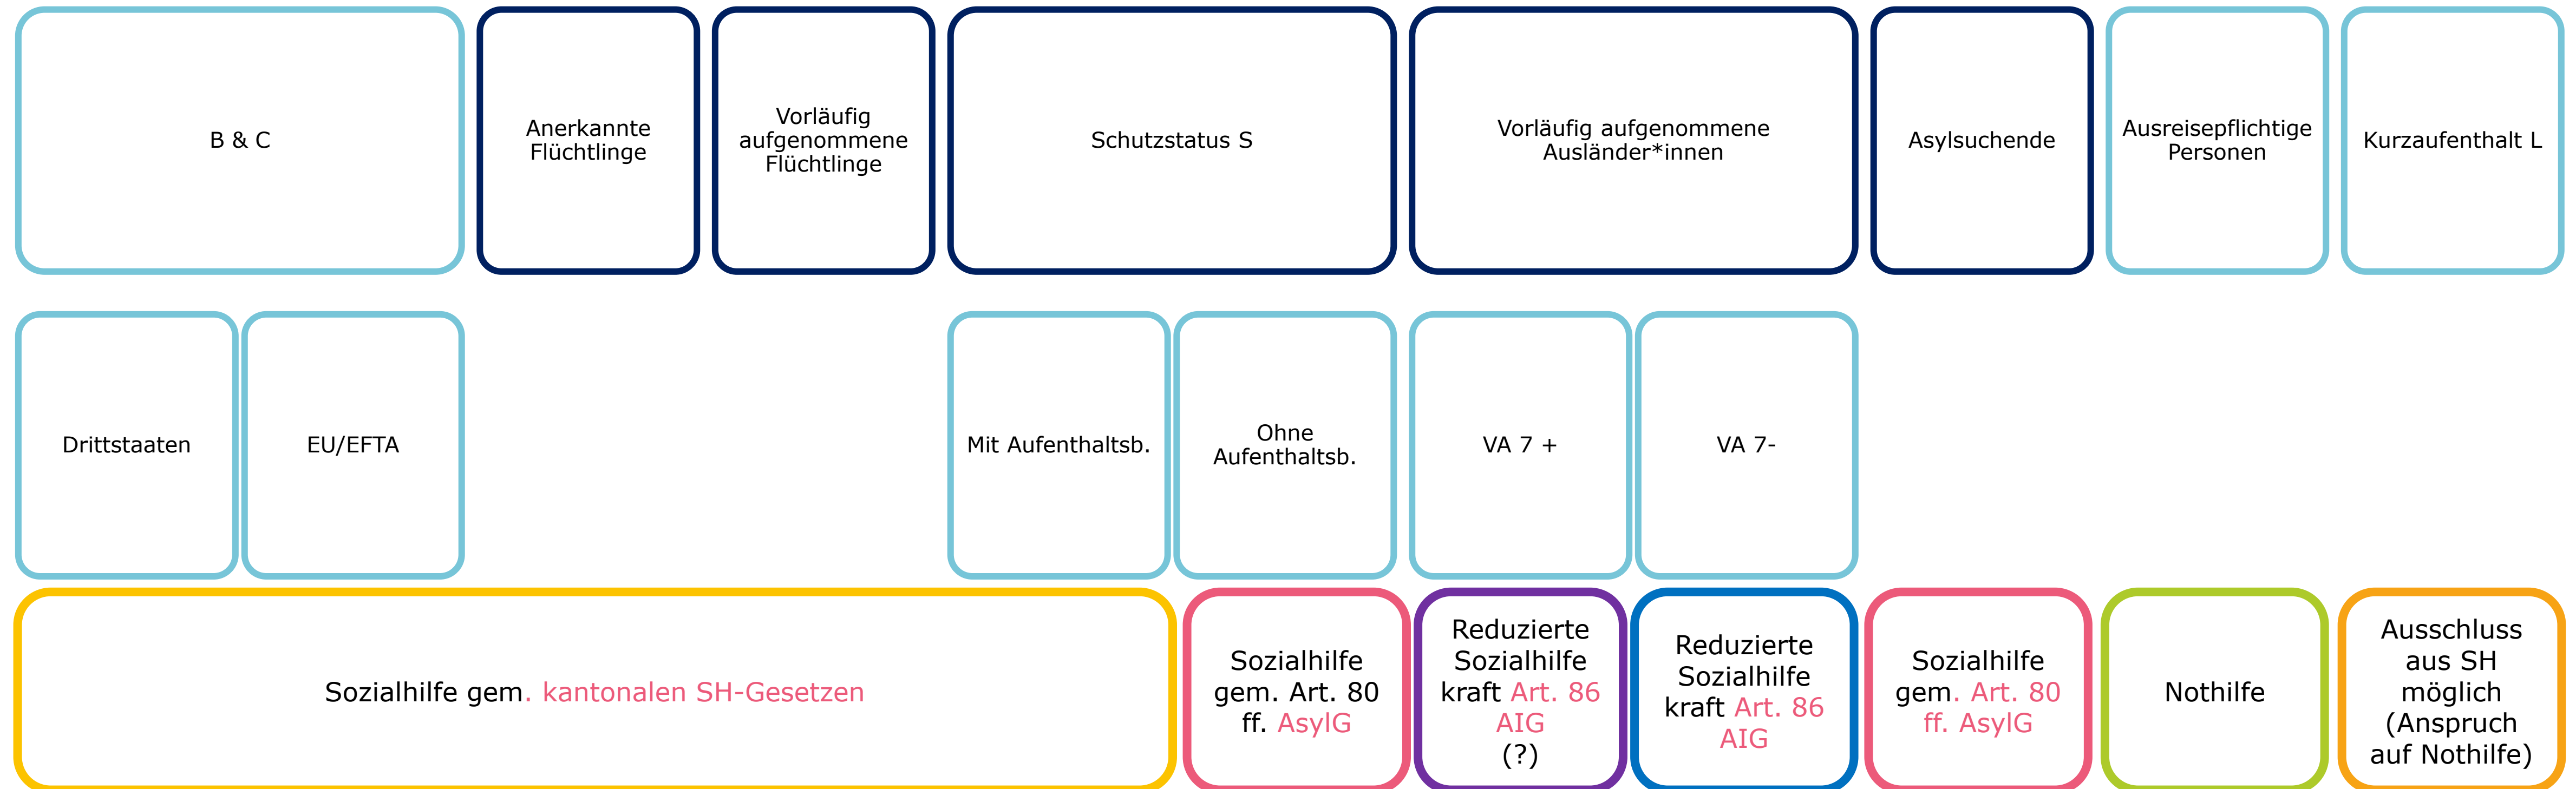 B & C
Anerkannte
Flüchtlinge
Vorläufig
aufgenommene
Flüchtlinge
Schutzstatus S
Vorläufig aufgenommene
Ausländer*innen
Asylsuchende
Ausreisepflichtige
Personen
Kurzaufenthalt L
Drittstaaten
EU/EFTA
Mit Aufenthaltsb.
Ohne
Aufenthaltsb.
VA 7 +
VA 7-
Sozialhilfe gem. kantonalen SH-Gesetzen
Sozialhilfe
gem. Art. 80
ff. AsylG
Reduzierte
Sozialhilfe
kraft Art. 86
AIG
(?)
Reduzierte
Sozialhilfe
kraft Art. 86
AIG
Sozialhilfe
gem. Art. 80
ff. AsylG
Nothilfe
Ausschluss
aus SH
möglich
(Anspruch
auf Nothilfe)